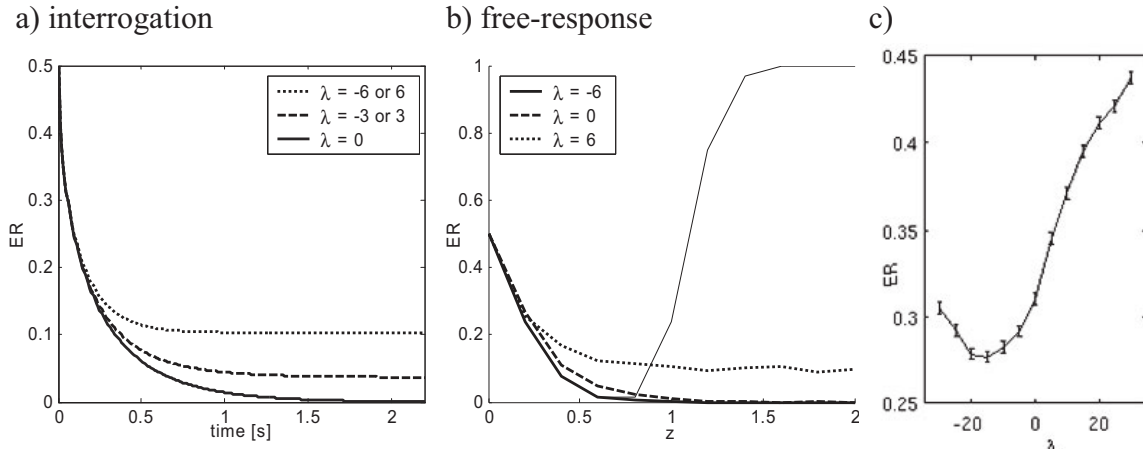 a) interrogation
0.5
0.4
0.3
0.2
0.1
0
ER
0
0.5
1
1.5
2
time [s]
λ = -6 or 6
λ = -3 or 3
λ = 0
b) free-response
1
0.8
0.6
0.4
0.2
0
ER
0
0.5
1
1.5
2
z
λ = -6
λ = 0
λ = 6
c)
0.45
0.4
0.35
0.3
0.25
ER
-20
0
20
λ